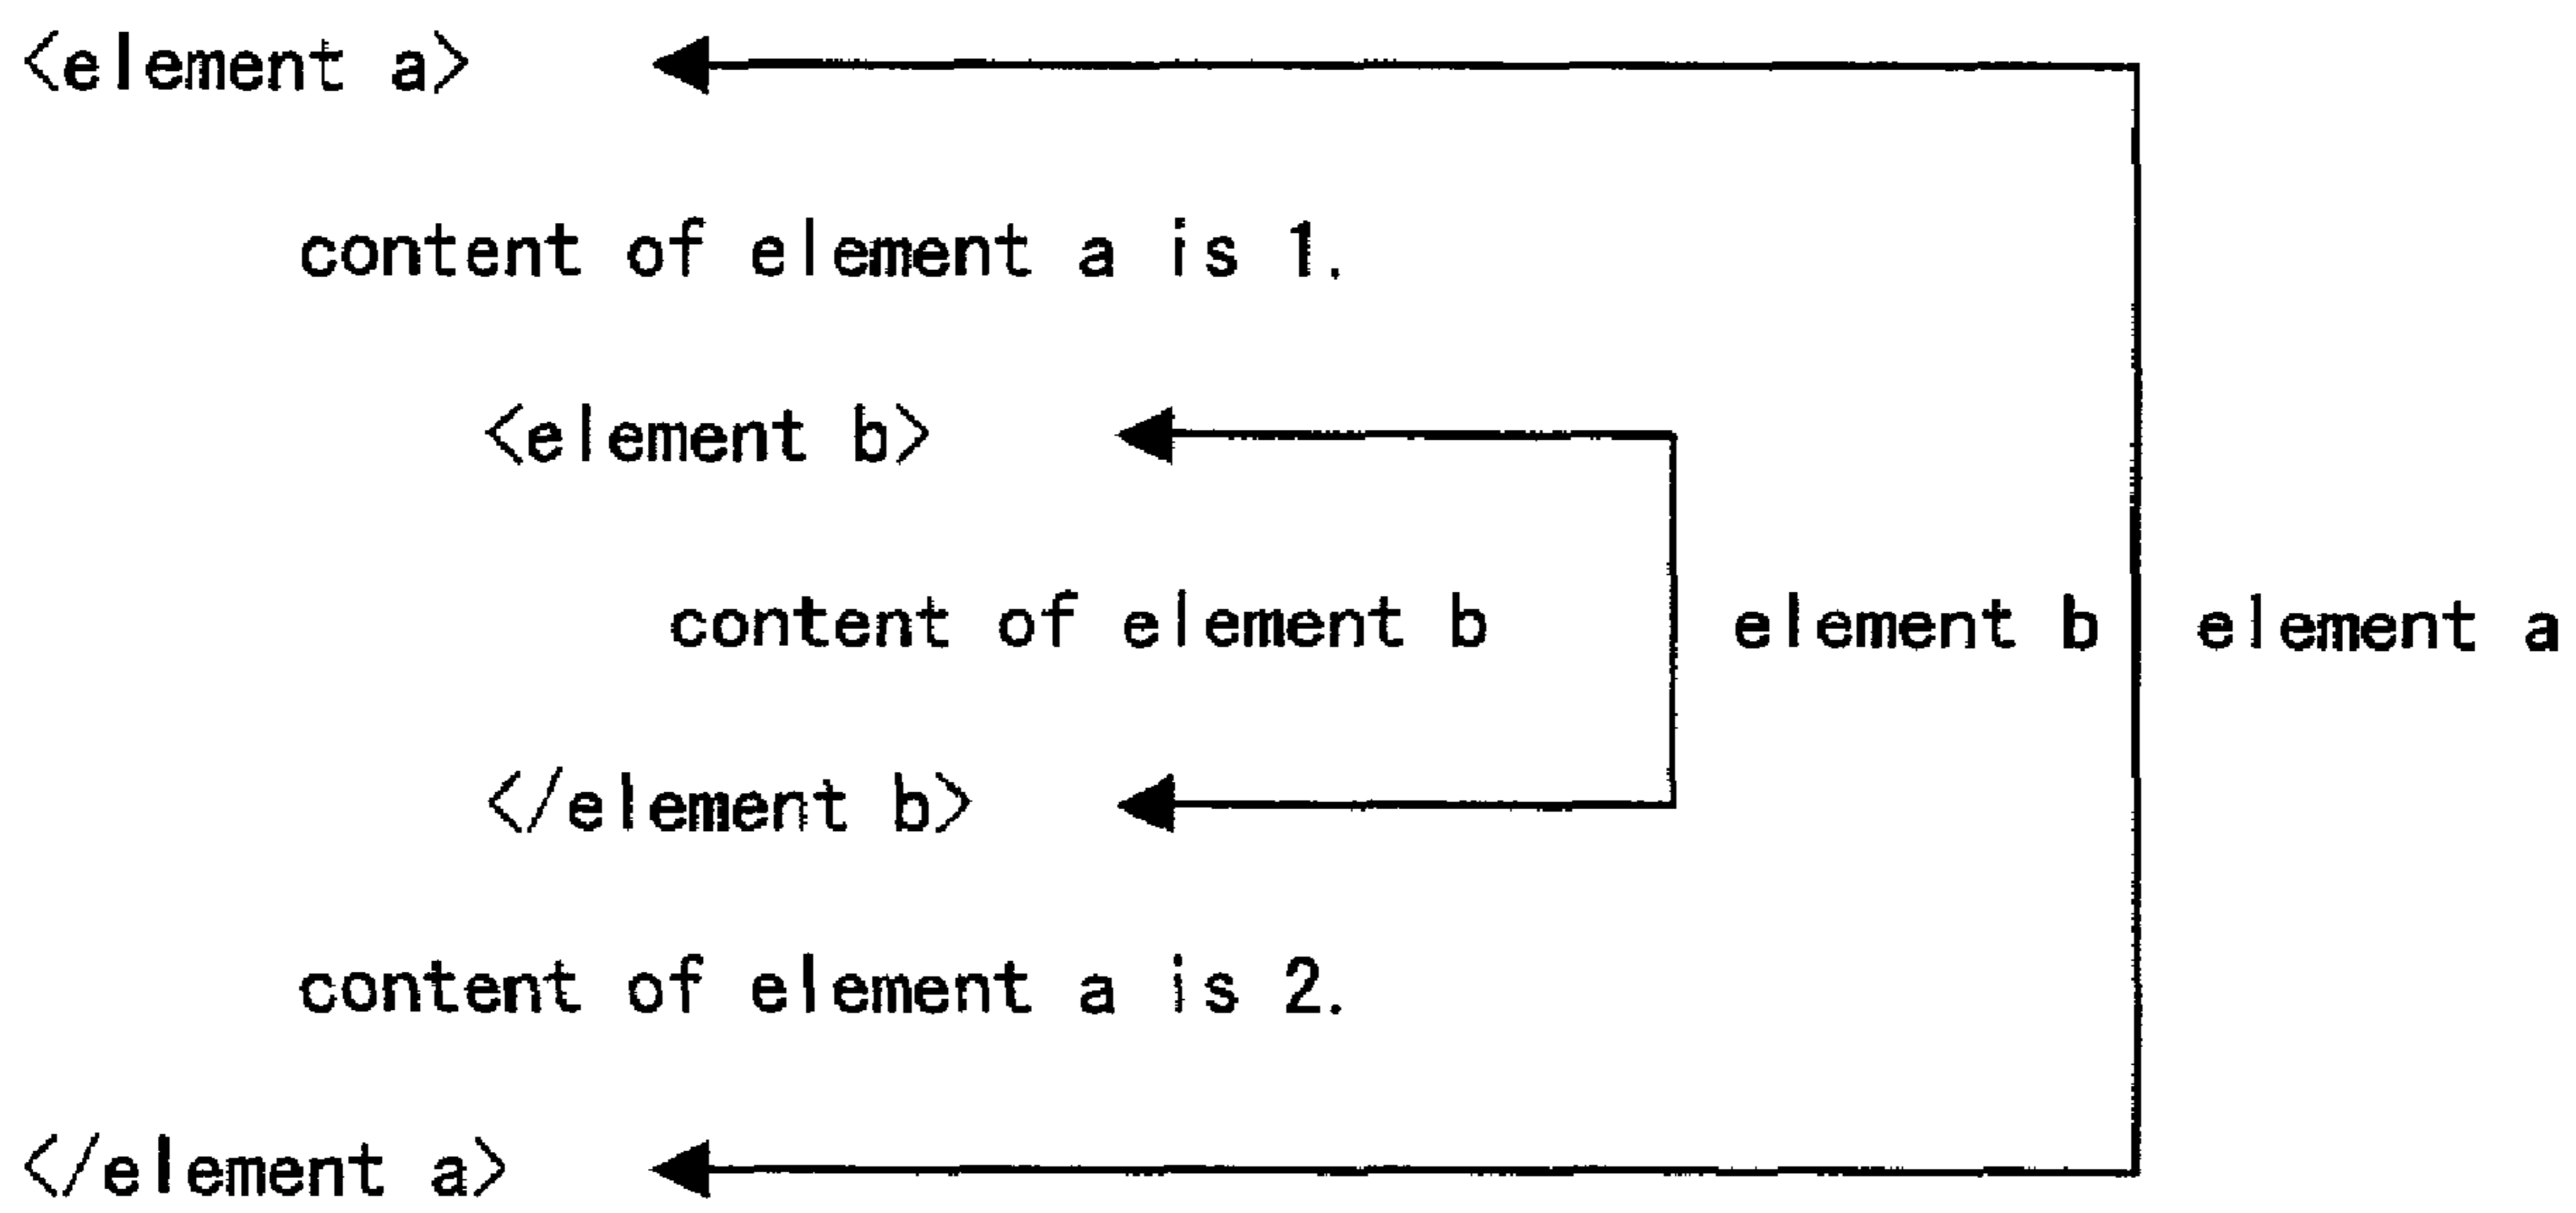 <element a>
content of element a is 1.
<element b>
content of element b element b element a
</element b>
content of element a is 2.
</element a>